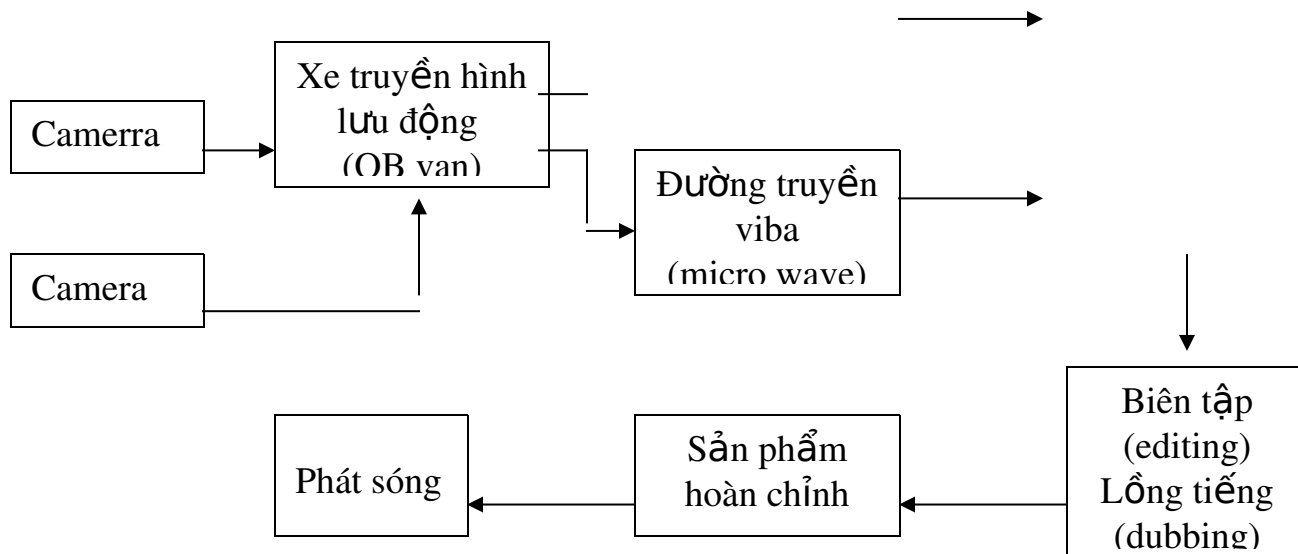 Camerra
Xe truyền hình
lưu động
(OB van)
Camera
Đường truyền
viba
(micro wave)
Biên tập
(editing)
Lồng tiếng
(dubbing)
Sản phẩm
hoàn chỉnh
Phát sóng